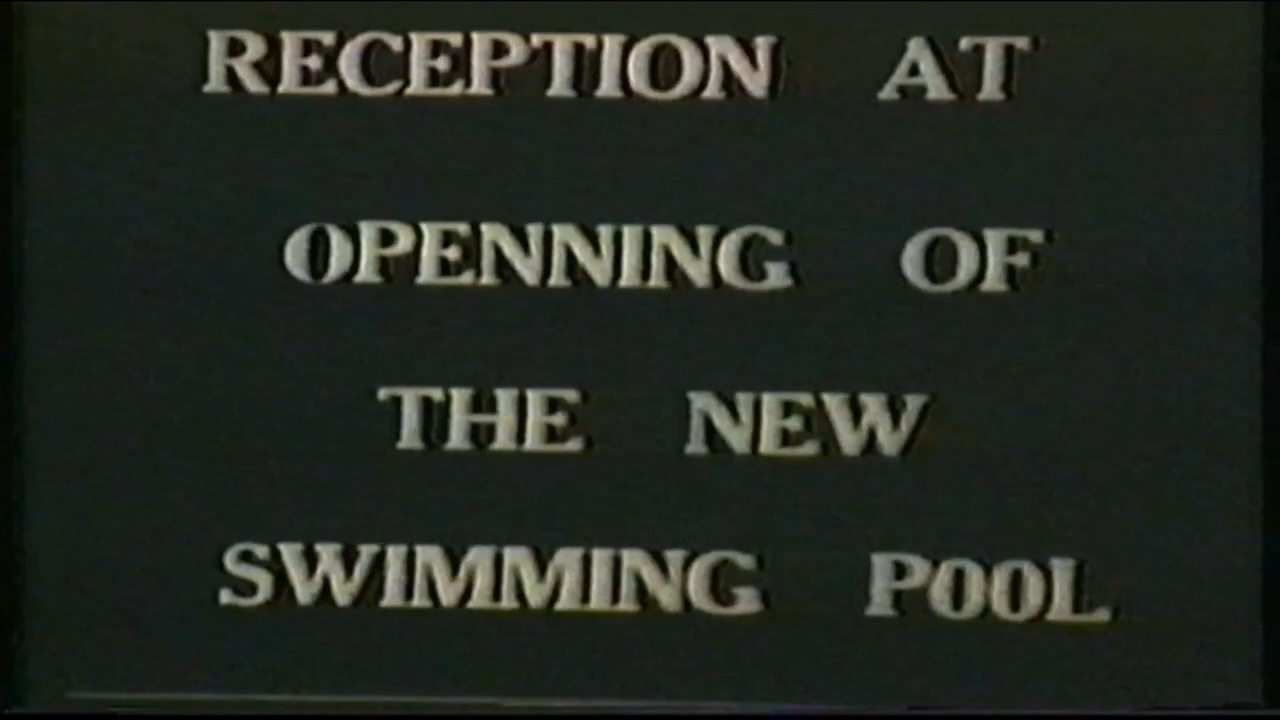 RECEPTION AT
OPENNING OF
THE NEW
SWIMMING POOL